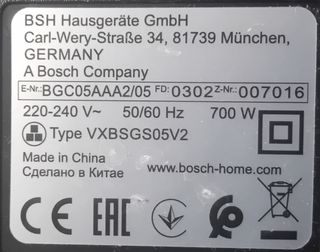 BSH Hausgeräte GmbH
Carl-Wery-Straße 34, 81739 München,
GERMANY
A Bosch Company
E-Nr.: BGC05AAA2/05 FD: 0302 Z-Nr.: 007016
220-240 V~ 50/60 Hz 700 W
Type VXBSGS05V2
Made in China
Сделано в Китае
www.bosch-home.com
CE EAC